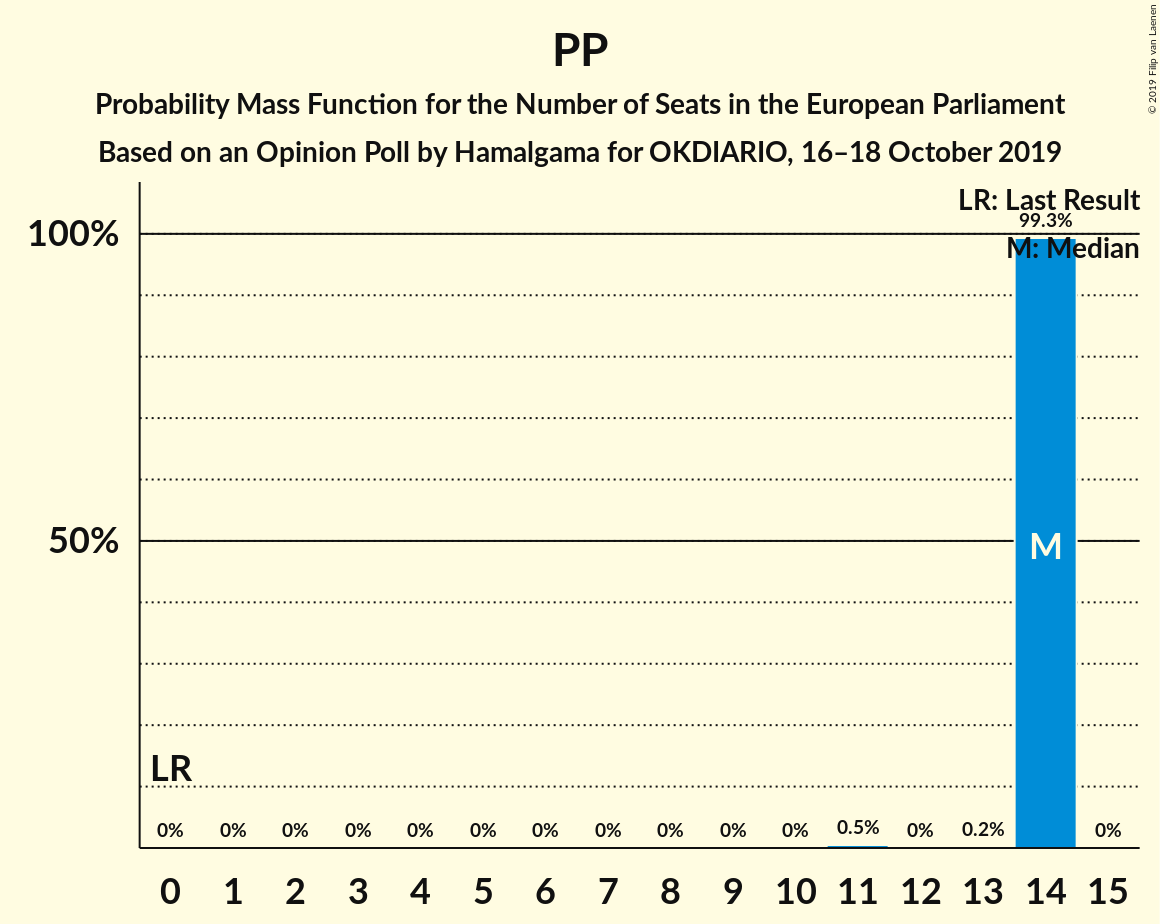 PP
Probability Mass Function for the Number of Seats in the European Parliament
Based on an Opinion Poll by Hamalgama for OKDIARIO, 16–18 October 2019
© 2019 Filip van Laenen
LR: Last Result
99.3%
M: Median
100%
50%
M
LR
0% 0% 0% 0% 0% 0% 0% 0% 0% 0% 0% 0.5% 0% 0.2% 0%
0 1 2 3 4 5 6 7 8 9 10 11 12 13 14 15